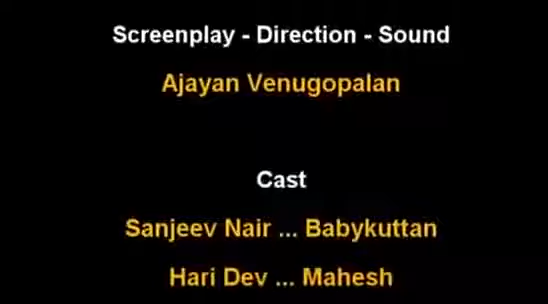 Screenplay - Direction - Sound
Ajayan Venugopalan
Cast
Sanjeev Nair ... Babykuttan
Hari Dev ... Mahesh